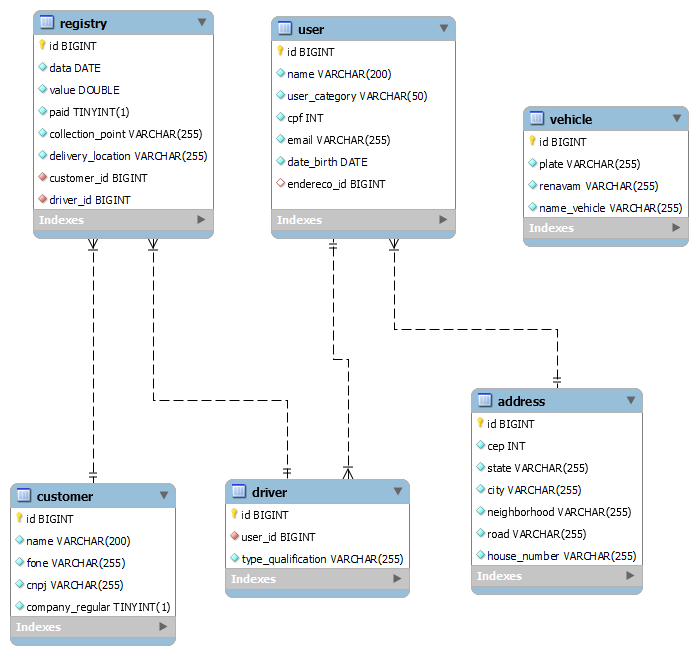 registry
id BIGINT
data DATE
value DOUBLE
paid TINYINT(1)
collection_point VARCHAR(255)
delivery_location VARCHAR(255)
customer_id BIGINT
driver_id BIGINT
Indexes
user
id BIGINT
name VARCHAR(200)
user_category VARCHAR(50)
cpf INT
email VARCHAR(255)
date_birth DATE
endereco_id BIGINT
Indexes
vehicle
id BIGINT
plate VARCHAR(255)
renavam VARCHAR(255)
name_vehicle VARCHAR(255)
Indexes
customer
id BIGINT
name VARCHAR(200)
fone VARCHAR(255)
cnpj VARCHAR(255)
company_regular TINYINT(1)
Indexes
driver
id BIGINT
user_id BIGINT
type_qualification VARCHAR(255)
Indexes
address
id BIGINT
cep INT
state VARCHAR(255)
city VARCHAR(255)
neighborhood VARCHAR(255)
road VARCHAR(255)
house_number VARCHAR(255)
Indexes